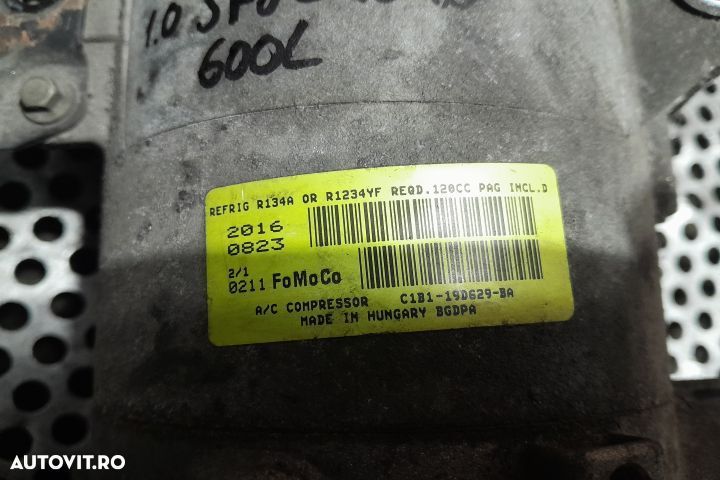 1.0
600L
REFRIG R134A OR R1234YF REQD.120CC PAG INCL.D
2016
0823
2/1
0211 FoMoCo
A/C COMPRESSOR C1B1-19D629-BA
MADE IN HUNGARY BGDPA
AUTOVIT.RO